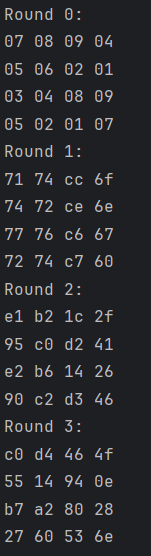 Round 0:
07 08 09 04
05 06 02 01
03 04 08 09
05 02 01 07
Round 1:
71 74 cc 6f
74 72 ce 6e
77 76 c6 67
72 74 c7 60
Round 2:
e1 b2 1c 2f
95 c0 d2 41
e2 b6 14 26
90 c2 d3 46
Round 3:
c0 d4 46 4f
55 14 94 0e
b7 a2 80 28
27 60 53 6e